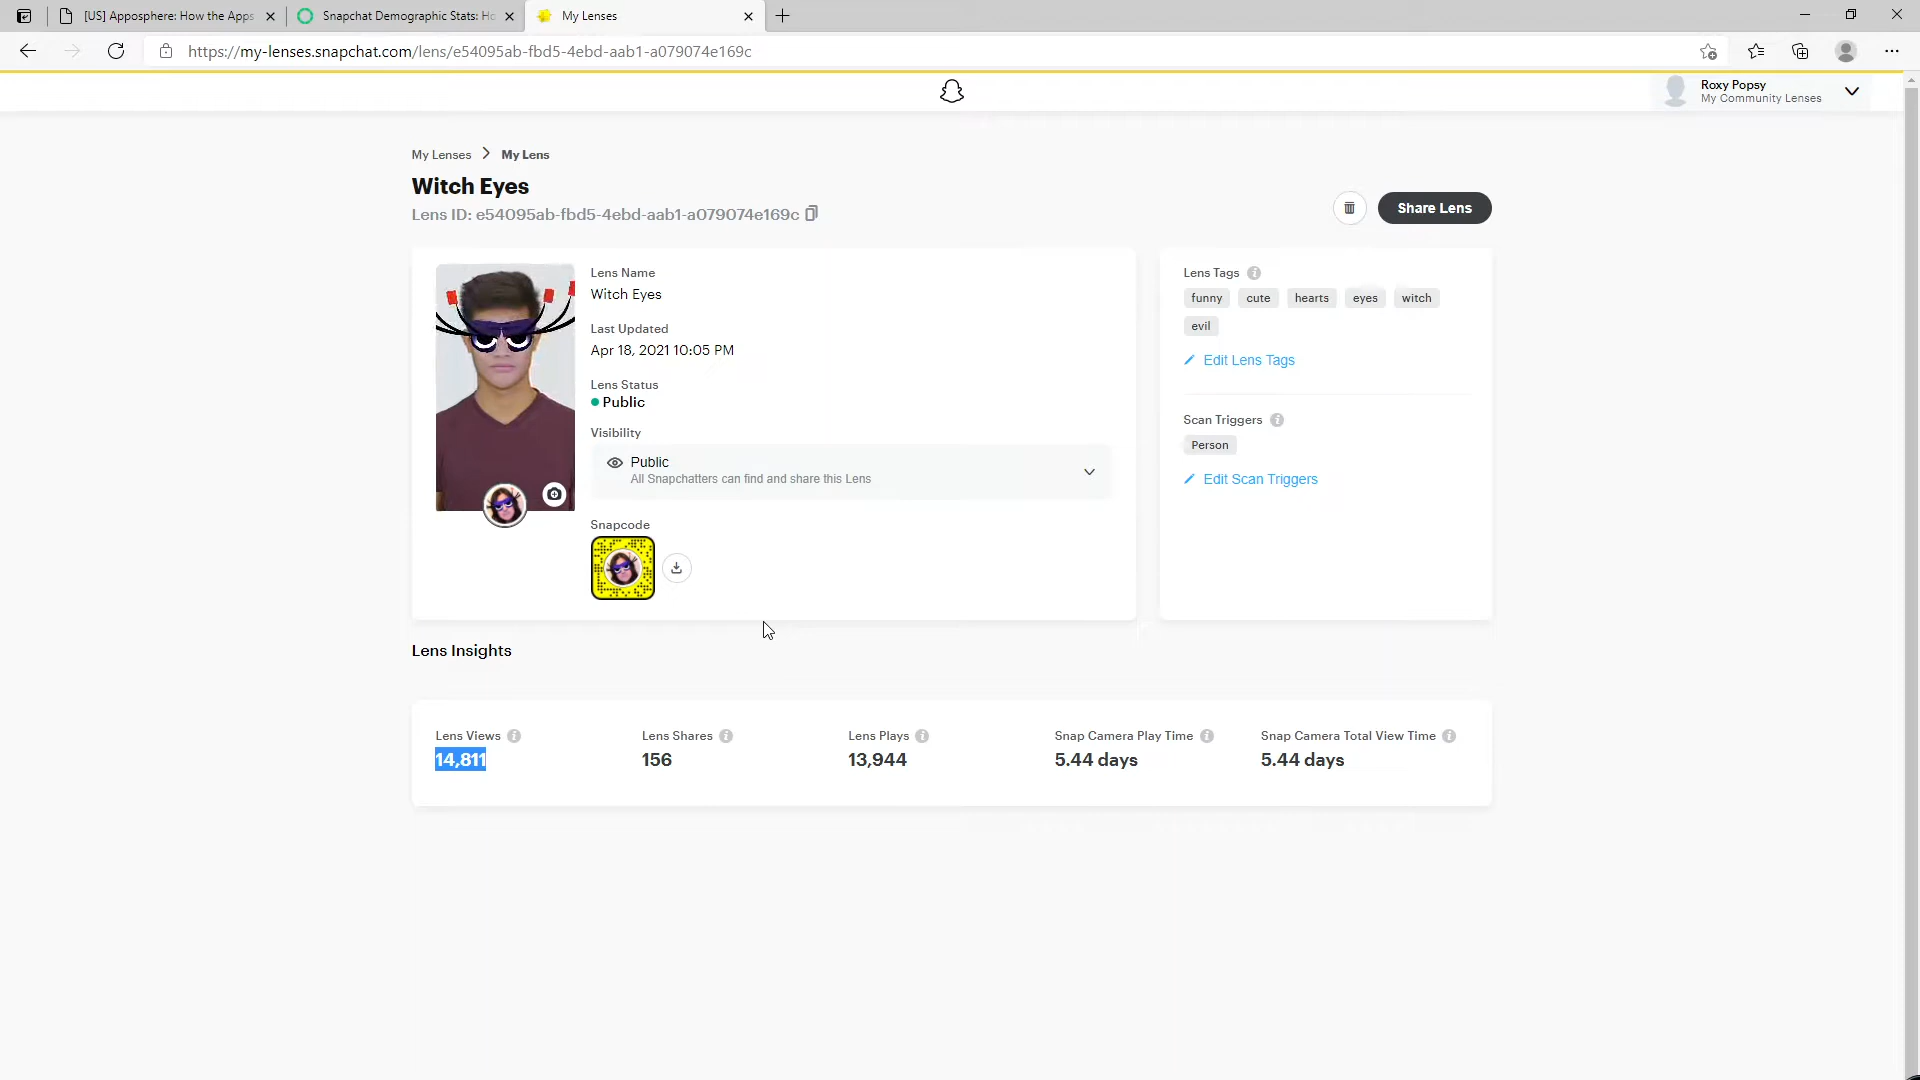 [US] Apposphere: How the Apps
Snapchat Demographic Stats: Ho
My Lenses
https://my-lenses.snapchat.com/lens/e54095ab-fbd5-4ebd-aab1-a079074e169c
Roxy Popsy
My Community Lenses
My Lenses > My Lens
Witch Eyes
Lens ID: e54095ab-fbd5-4ebd-aab1-a079074e169c
Share Lens
Lens Name
Witch Eyes
Last Updated
Apr 18, 2021 10:05 PM
Lens Status
Public
Visibility
Public
All Snapchatters can find and share this Lens
Snapcode
Lens Tags
funny cute hearts eyes witch
evil
Edit Lens Tags
Scan Triggers
Person
Edit Scan Triggers
Lens Insights
Lens Views
14,811
Lens Shares
156
Lens Plays
13,944
Snap Camera Play Time
5.44 days
Snap Camera Total View Time
5.44 days